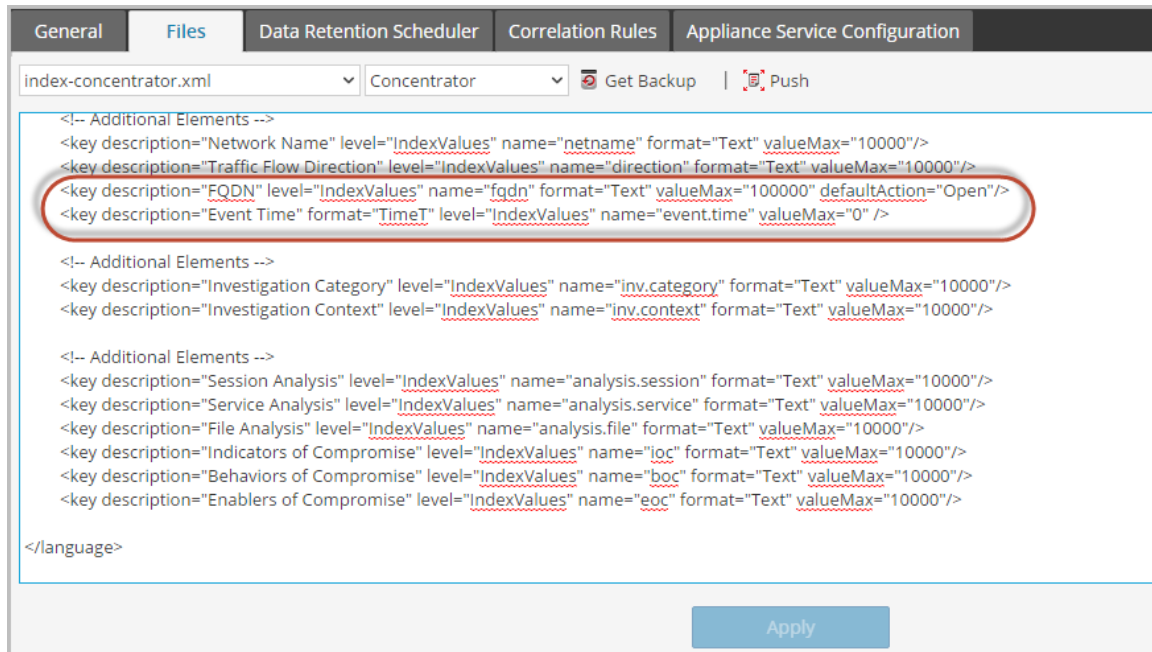 General Files Data Retention Scheduler Correlation Rules Appliance Service Configuration
index-concentrator.xml Concentrator Get Backup | Push
<!-- Additional Elements -->
<key description="Network Name" level="IndexValues" name="netname" format="Text" valueMax="10000"/>
<key description="Traffic Flow Direction" level="IndexValues" name="direction" format="Text" valueMax="10000"/>
<key description="FQDN" level="IndexValues" name="fqdn" format="Text" valueMax="100000" defaultAction="Open"/>
<key description="Event Time" format="TimeT" level="IndexValues" name="event.time" valueMax="0" />
<!-- Additional Elements -->
<key description="Investigation Category" level="IndexValues" name="inv.category" format="Text" valueMax="10000"/>
<key description="Investigation Context" level="IndexValues" name="inv.context" format="Text" valueMax="10000"/>
<!-- Additional Elements -->
<key description="Session Analysis" level="IndexValues" name="analysis.session" format="Text" valueMax="10000"/>
<key description="Service Analysis" level="IndexValues" name="analysis.service" format="Text" valueMax="10000"/>
<key description="File Analysis" level="IndexValues" name="analysis.file" format="Text" valueMax="10000"/>
<key description="Indicators of Compromise" level="IndexValues" name="ioc" format="Text" valueMax="10000"/>
<key description="Behaviors of Compromise" level="IndexValues" name="boc" format="Text" valueMax="10000"/>
<key description="Enablers of Compromise" level="IndexValues" name="eoc" format="Text" valueMax="10000"/>
</language>
Apply